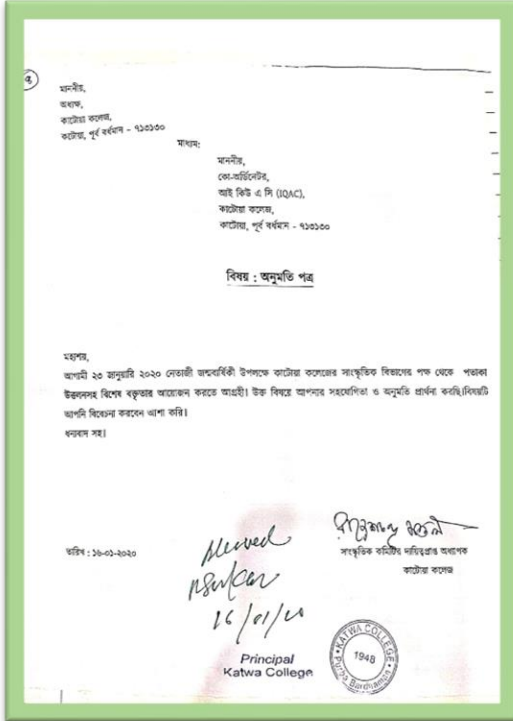 মাননীয়,
অধ্যক্ষ,
কাটোয়া কলেজ,
কাটোয়া, পূর্ব বর্ধমান - ৭১৩১৩০
মাধ্যম:
মাননীয়,
কো-অর্ডিনেটর,
আই কিউ এ সি (IQAC),
কাটোয়া কলেজ,
কাটোয়া, পূর্ব বর্ধমান - ৭১৩১৩০
বিষয় : অনুমতি পত্র
মহাশয়,
আগামী ২৩ জানুয়ারি ২০২০ নেতাজী জন্মবার্ষিকী উপলক্ষে কাটোয়া কলেজের সাংস্কৃতিক বিভাগের পক্ষ থেকে পতাকা
উত্তলনসহ বিশেষ বক্তৃতার আয়োজন করতে আগ্রহী। উক্ত বিষয়ে আপনার সহযোগিতা ও অনুমতি প্রার্থনা করছি।বিষয়টি
আপনি বিবেচনা করবেন আশা করি।
ধন্যবাদ সহ।
তারিখ : ১৬-০১-২০২০
সাংস্কৃতিক কমিটির দায়িত্বপ্রাপ্ত অধ্যাপক
কাটোয়া কলেজ
Allowed
16/01/20
Principal
Katwa College
KATWA COLLEGE
1948
Purba Bardhaman